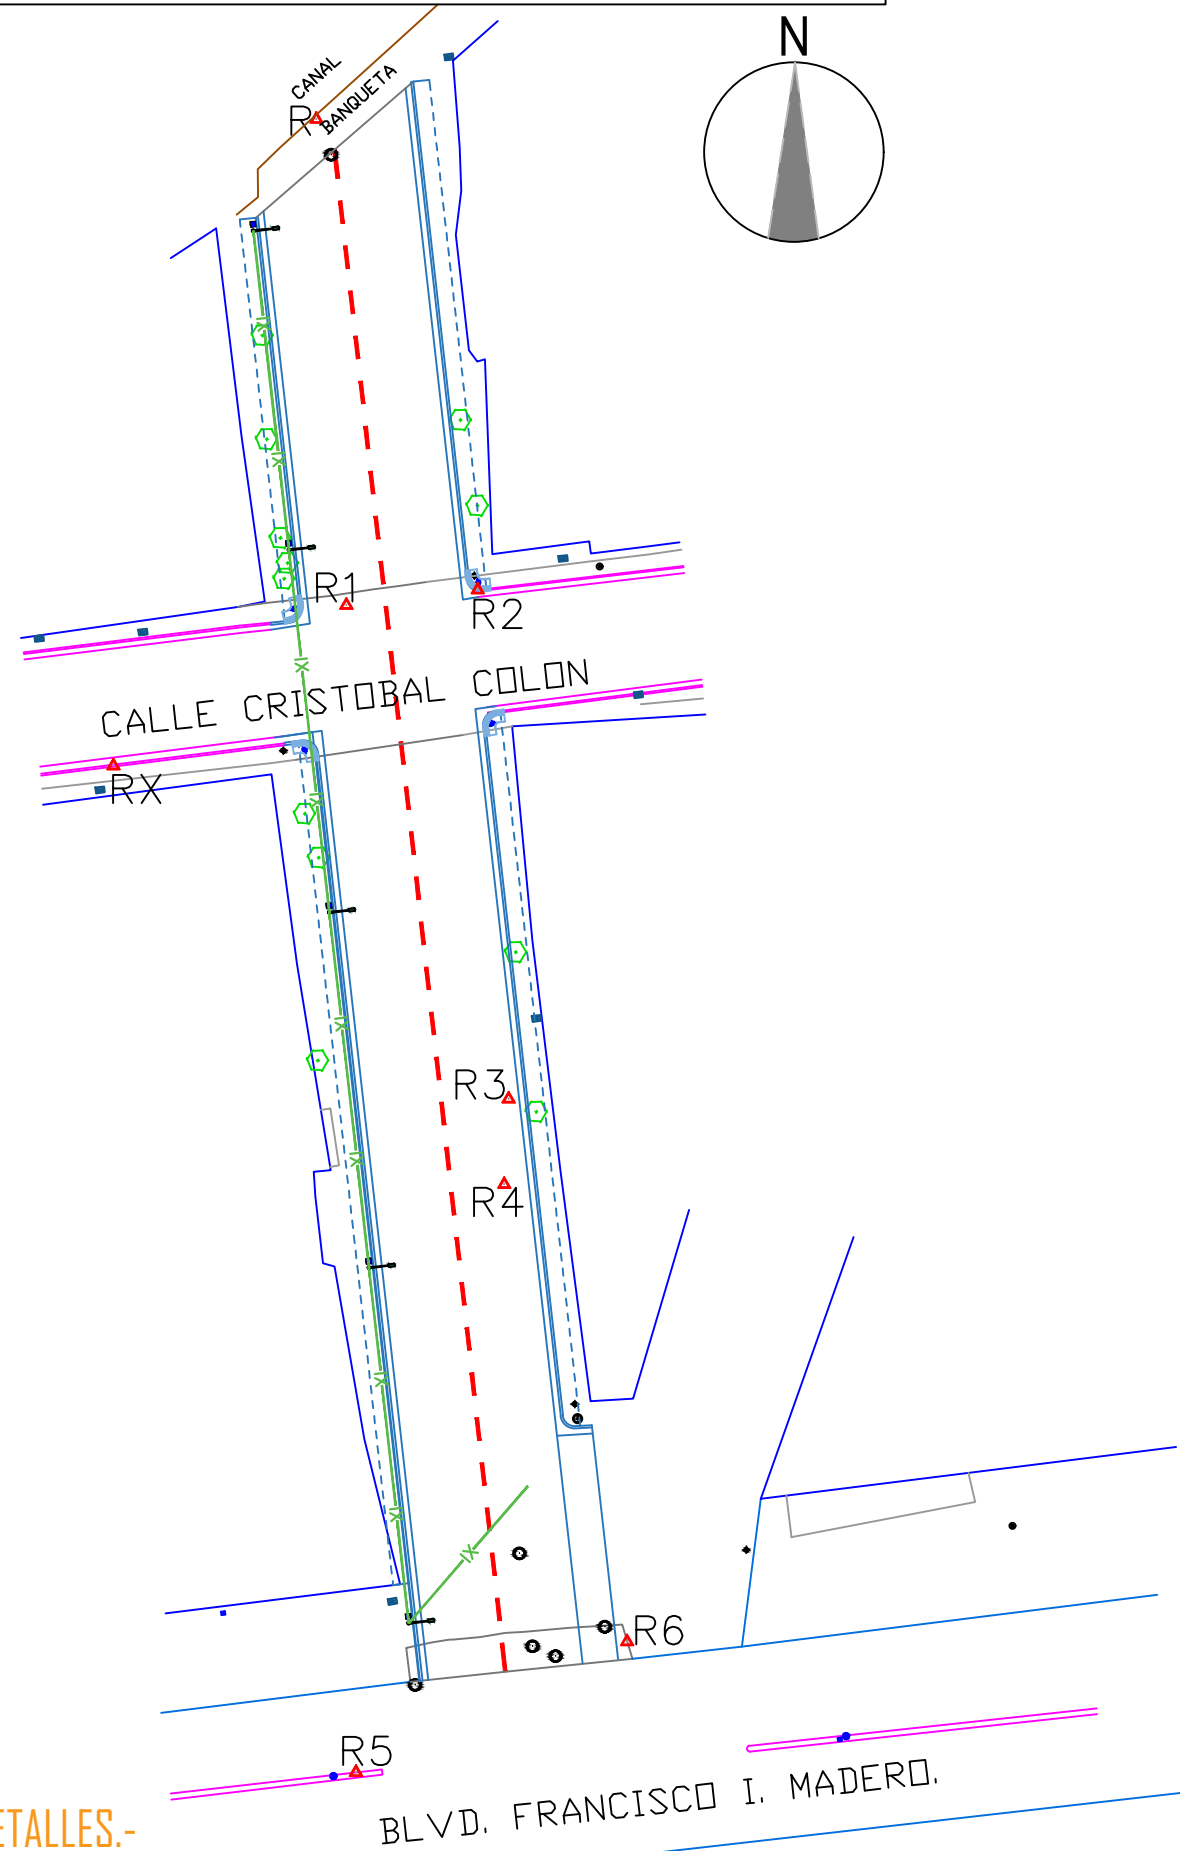 N
CANAL
BANQUETA
R
R1
R2
CALLE CRISTOBAL COLON
RX
R3
R4
R6
R5
BLVD. FRANCISCO I. MADERO.
ETALLES.-